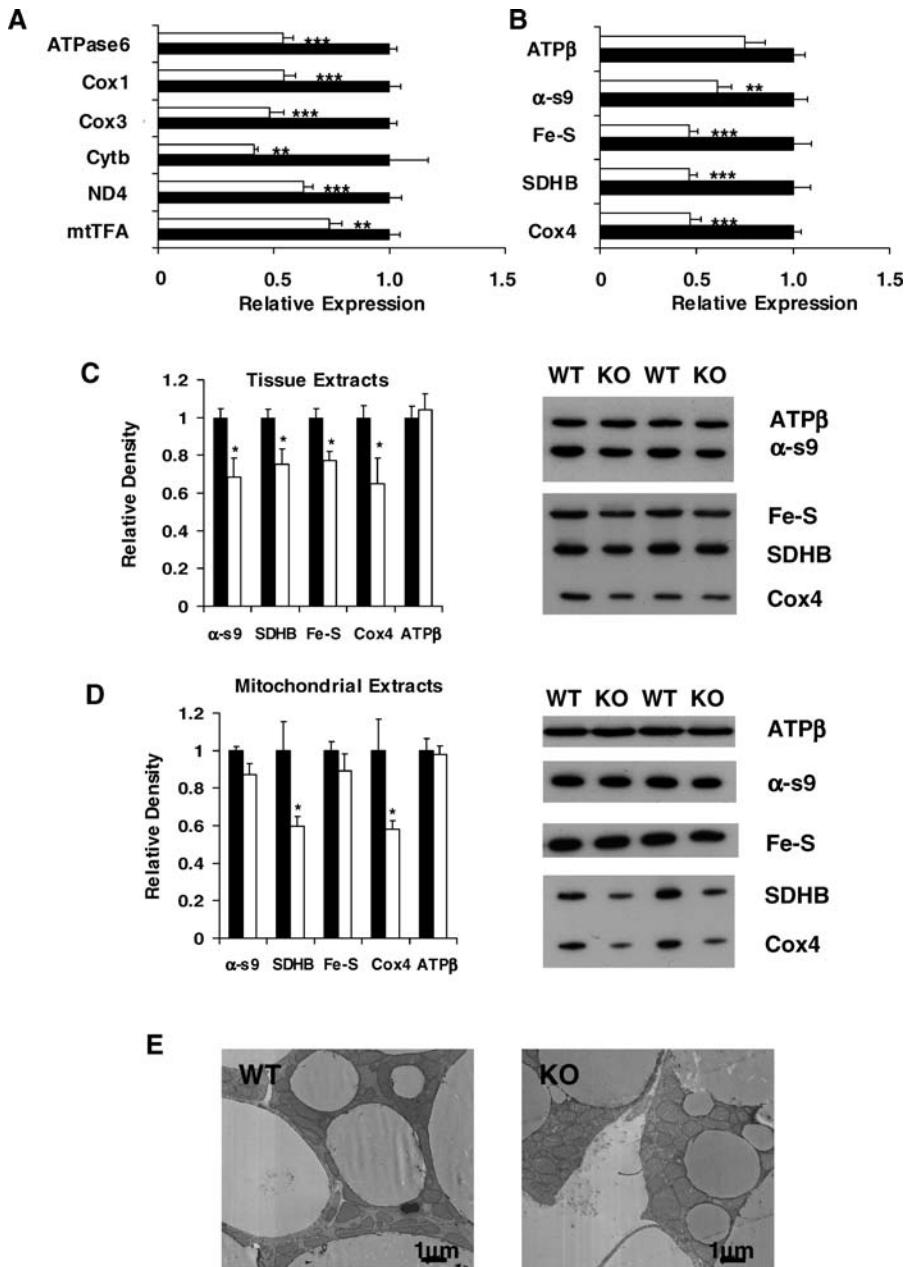 A
ATPase6 ***
Cox1 ***
Cox3 ***
Cytb **
ND4 ***
mtTFA **
0 0.5 1.0 1.5
Relative Expression
B
ATPβ
α-s9 **
Fe-S ***
SDHB ***
Cox4 ***
0 0.5 1.0 1.5
Relative Expression
C
Tissue Extracts
Relative Density
1.2
1
0.8
0.6
0.4
0.2
0
* * * *
α-s9 SDHB Fe-S Cox4 ATPβ
WT KO WT KO
ATPβ
α-s9
Fe-S
SDHB
Cox4
D
Mitochondrial Extracts
Relative Density
1.2
1
0.8
0.6
0.4
0.2
0
* *
α-s9 SDHB Fe-S Cox4 ATPβ
WT KO WT KO
ATPβ
α-s9
Fe-S
SDHB
Cox4
E
WT
1µm
KO
1µm